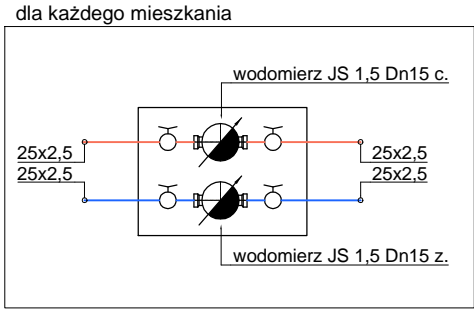 dla każdego mieszkania
wodomierz JS 1,5 Dn15 c.
25x2,5
25x2,5
25x2,5
25x2,5
wodomierz JS 1,5 Dn15 z.